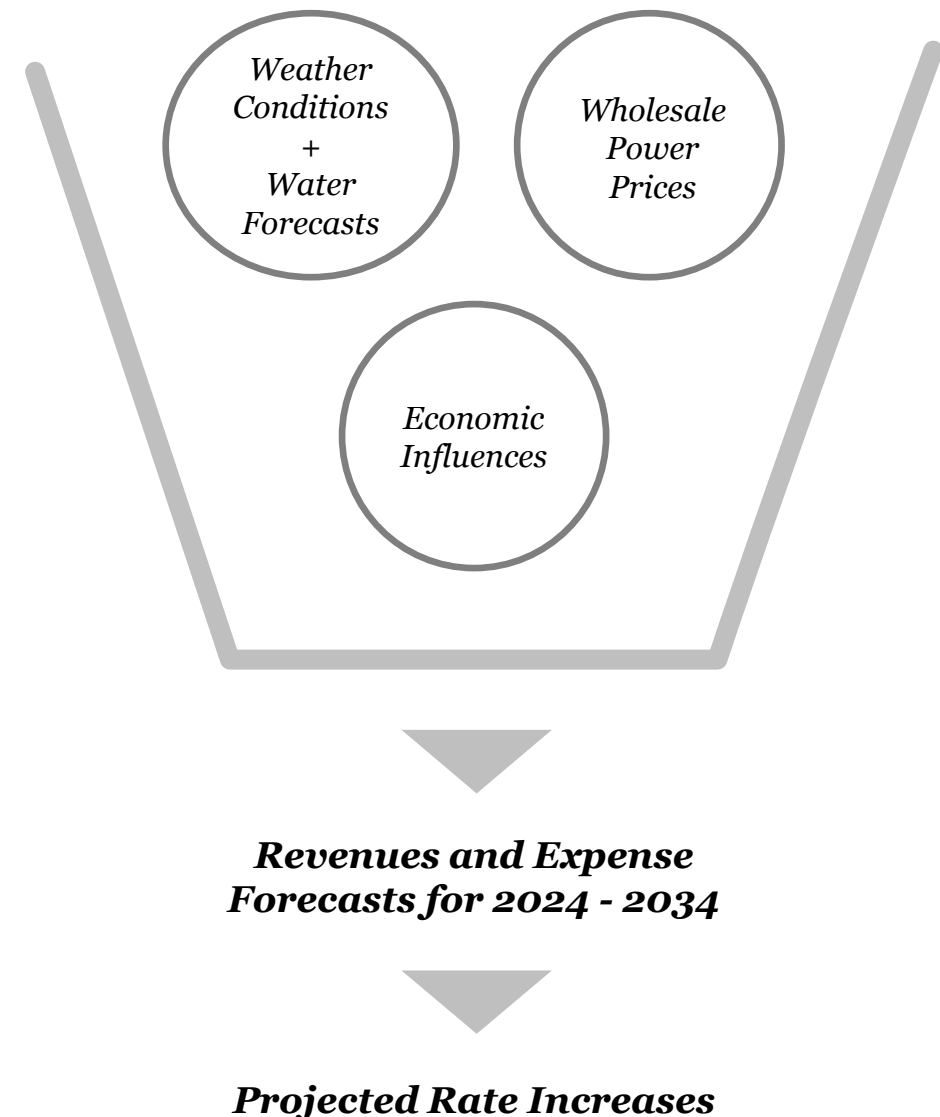 Weather
Conditions
+
Water
Forecasts
Wholesale
Power
Prices
Economic
Influences
Revenues and Expense
Forecasts for 2024 - 2034
Projected Rate Increases